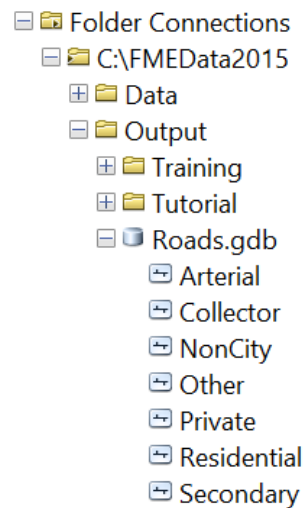 Folder Connections
C:\FMEData2015
Data
Output
Training
Tutorial
Roads.gdb
Arterial
Collector
NonCity
Other
Private
Residential
Secondary